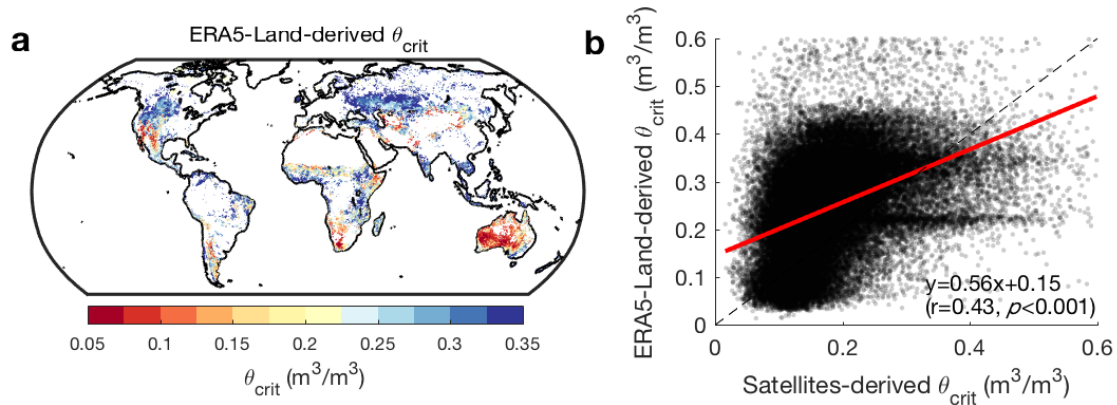 a
ERA5-Land-derived θcrit
0.05 0.1 0.15 0.2 0.25 0.3 0.35
θcrit (m³/m³)
b
ERA5-Land-derived θcrit (m³/m³)
0.6
0.5
0.4
0.3
0.2
0.1
0
y=0.56x+0.15
(r=0.43, p<0.001)
0 0.2 0.4 0.6
Satellites-derived θcrit (m³/m³)